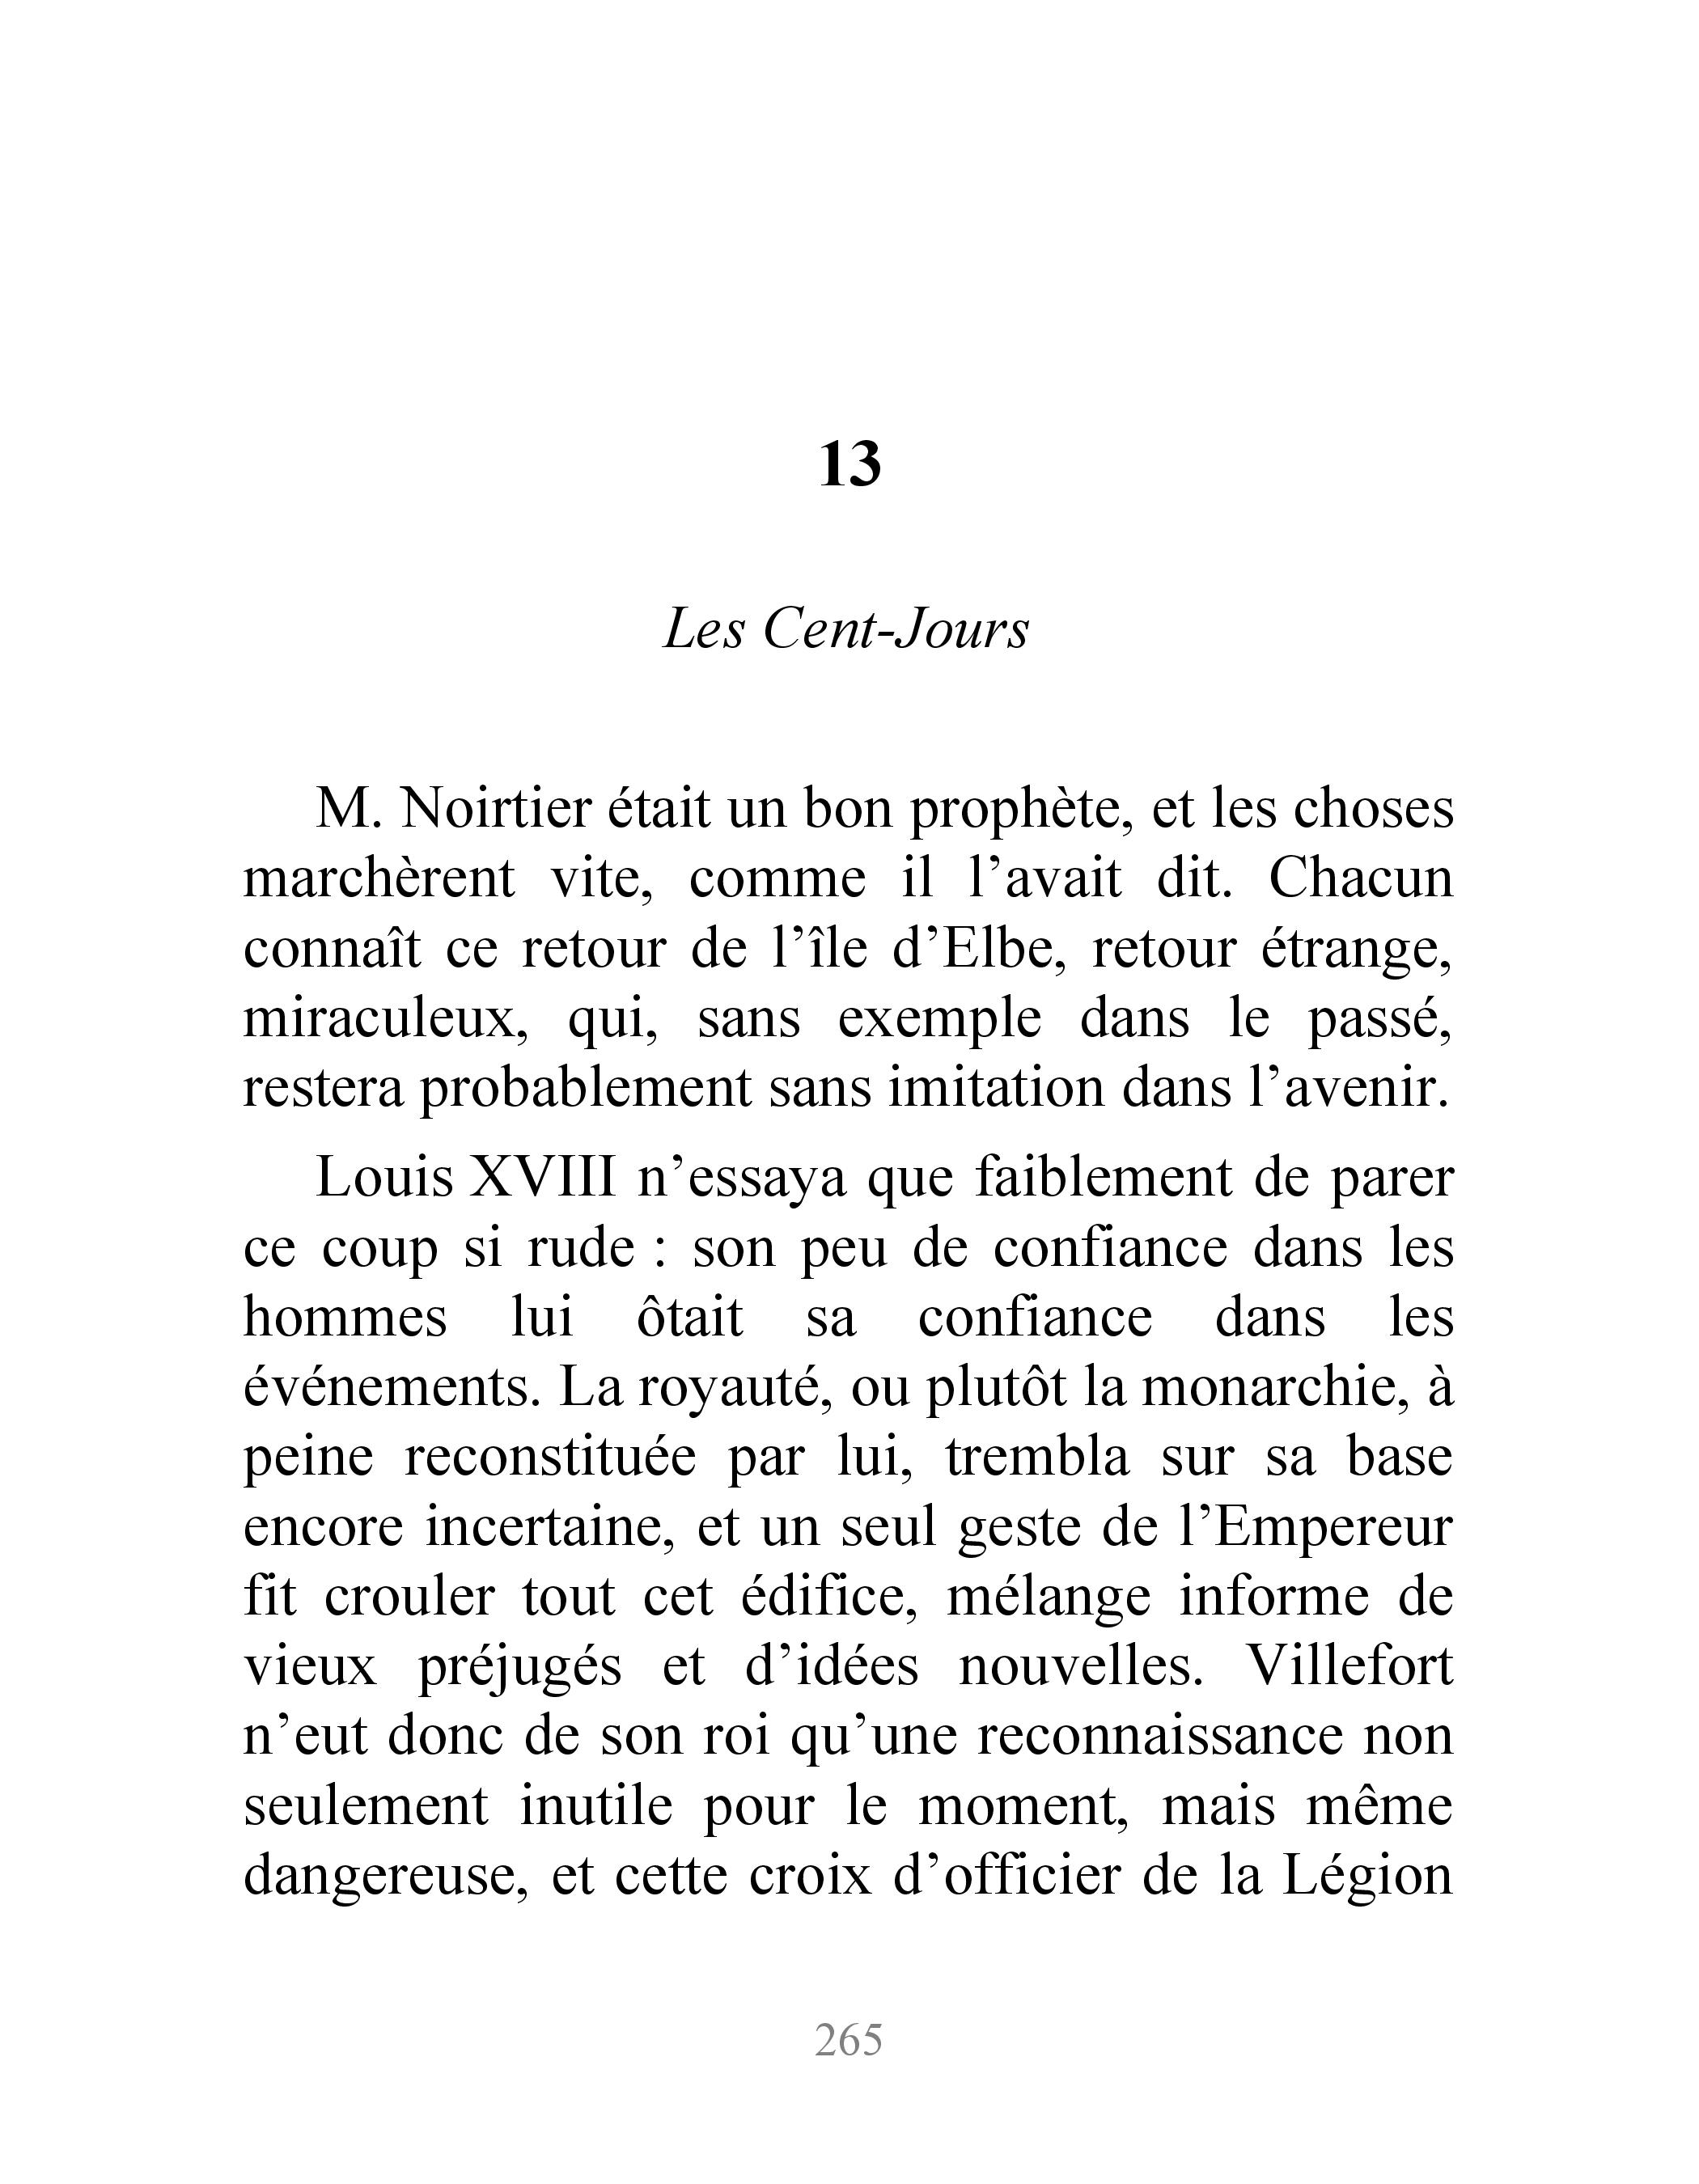 13
Les Cent-Jours
M. Noirtier était un bon prophète, et les choses
marchèrent vite, comme il l’avait dit. Chacun
connaît ce retour de l’île d’Elbe, retour étrange,
miraculeux, qui, sans exemple dans le passé,
restera probablement sans imitation dans l’avenir.
Louis XVIII n’essaya que faiblement de parer
ce coup si rude : son peu de confiance dans les
hommes lui ôtait sa confiance dans les
événements. La royauté, ou plutôt la monarchie, à
peine reconstituée par lui, trembla sur sa base
encore incertaine, et un seul geste de l’Empereur
fit crouler tout cet édifice, mélange informe de
vieux préjugés et d’idées nouvelles. Villefort
n’eut donc de son roi qu’une reconnaissance non
seulement inutile pour le moment, mais même
dangereuse, et cette croix d’officier de la Légion
265